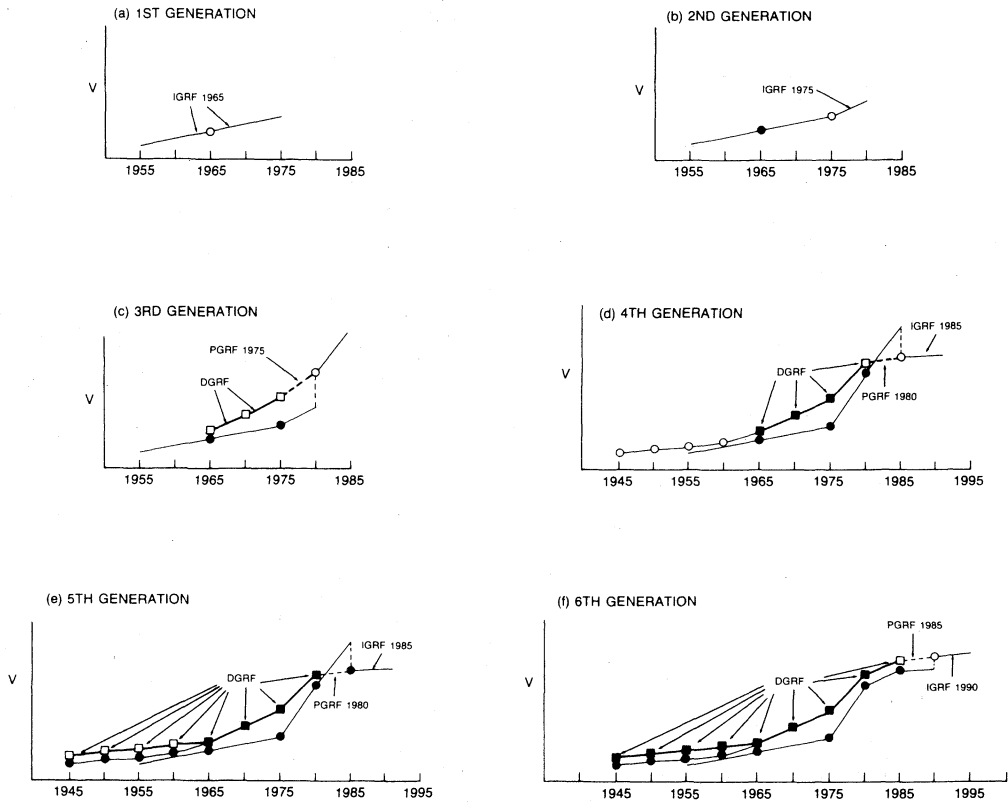 (a) 1ST GENERATION
V
IGRF 1965
1955 1965 1975 1985
(b) 2ND GENERATION
V
IGRF 1975
1955 1965 1975 1985
(c) 3RD GENERATION
PGRF 1975
DGRF
V
1955 1965 1975 1985
(d) 4TH GENERATION
IGRF 1985
V
DGRF
PGRF 1980
1945 1955 1965 1975 1985 1995
(e) 5TH GENERATION
IGRF 1985
V
DGRF
PGRF 1980
1945 1955 1965 1975 1985 1995
(f) 6TH GENERATION
PGRF 1985
V
DGRF
IGRF 1990
1945 1955 1965 1975 1985 1995